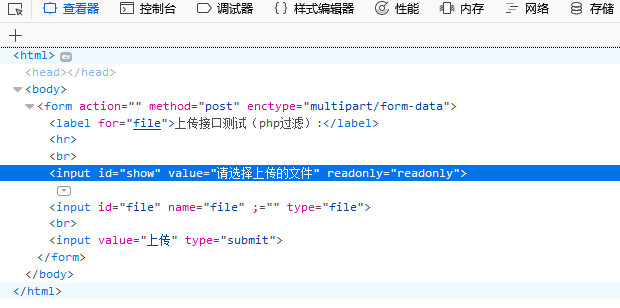 查看器 控制台 调试器 样式编辑器 性能 内存 网络 存储
+
<html> ev
<head></head>
<body>
<form action="" method="post" enctype="multipart/form-data">
<label for="file">上传接口测试（php过滤）:</label>
<hr>
<br>
<input id="show" value="请选择上传的文件" readonly="readonly">
<input id="file" name="file" ;="" type="file">
<br>
<input value="上传" type="submit">
</form>
</body>
</html>